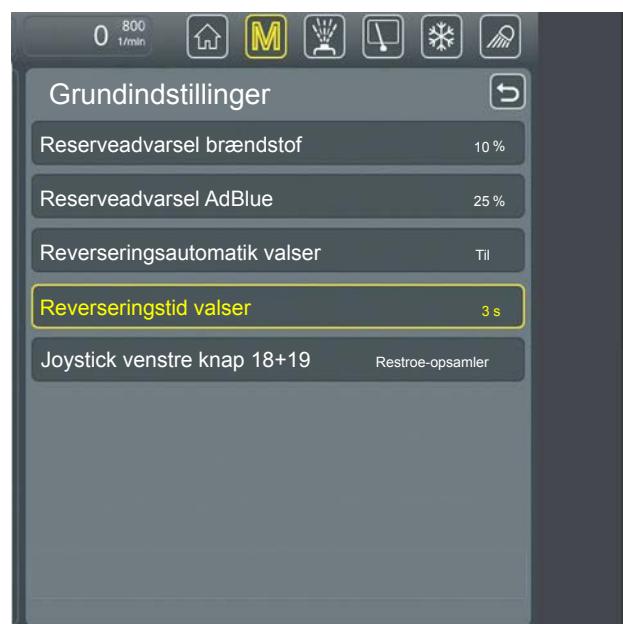 0 800 1/min M
Grundindstillinger
Reserveadvarsel brændstof 10 %
Reserveadvarsel AdBlue 25 %
Reverseringsautomatik valser Til
Reverseringstid valser 3 s
Joystick venstre knap 18+19 Restroe-opsamler